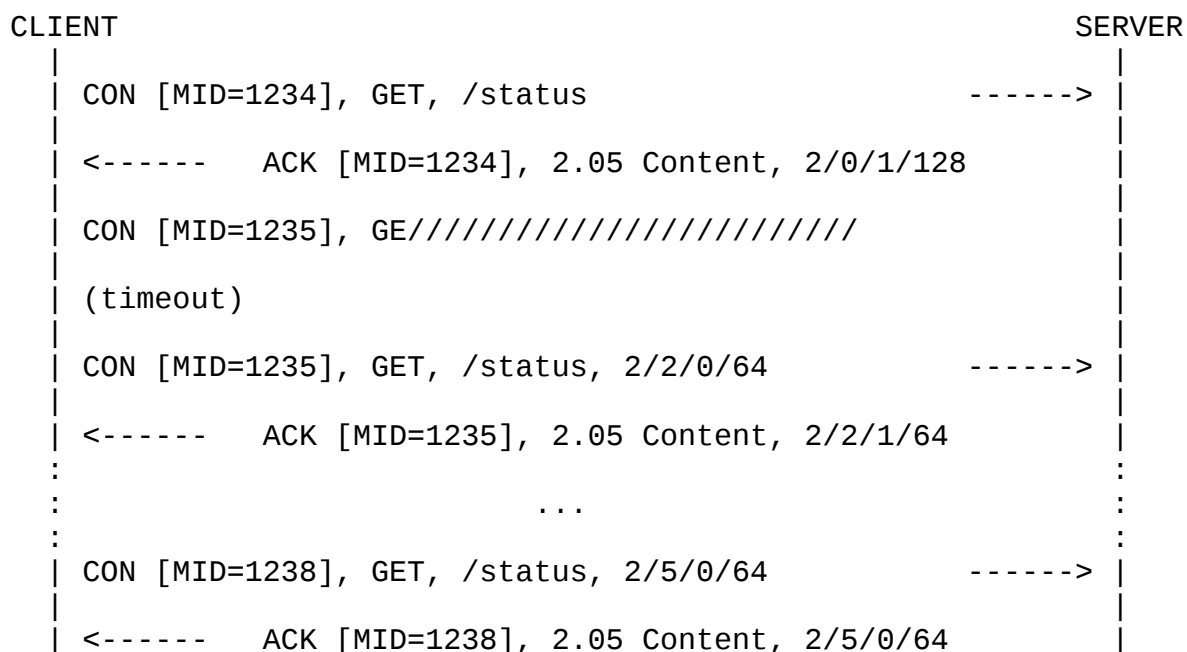 CLIENT SERVER
CON [MID=1234], GET, /status ------>
<------ ACK [MID=1234], 2.05 Content, 2/0/1/128
CON [MID=1235], GE/////////////////////////
(timeout)
CON [MID=1235], GET, /status, 2/2/0/64 ------>
<------ ACK [MID=1235], 2.05 Content, 2/2/1/64
: :
: ... :
: :
CON [MID=1238], GET, /status, 2/5/0/64 ------>
<------ ACK [MID=1238], 2.05 Content, 2/5/0/64